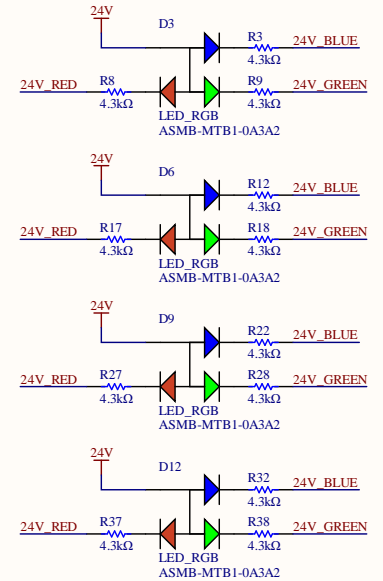 24V
D3
R3
24V_BLUE
4.3kΩ
24V_RED
R8
R9
24V_GREEN
4.3kΩ
4.3kΩ
LED_RGB
ASMB-MTB1-0A3A2
24V
D6
R12
24V_BLUE
4.3kΩ
24V_RED
R17
R18
24V_GREEN
4.3kΩ
4.3kΩ
LED_RGB
ASMB-MTB1-0A3A2
24V
D9
R22
24V_BLUE
4.3kΩ
24V_RED
R27
R28
24V_GREEN
4.3kΩ
4.3kΩ
LED_RGB
ASMB-MTB1-0A3A2
24V
D12
R32
24V_BLUE
4.3kΩ
24V_RED
R37
R38
24V_GREEN
4.3kΩ
4.3kΩ
LED_RGB
ASMB-MTB1-0A3A2